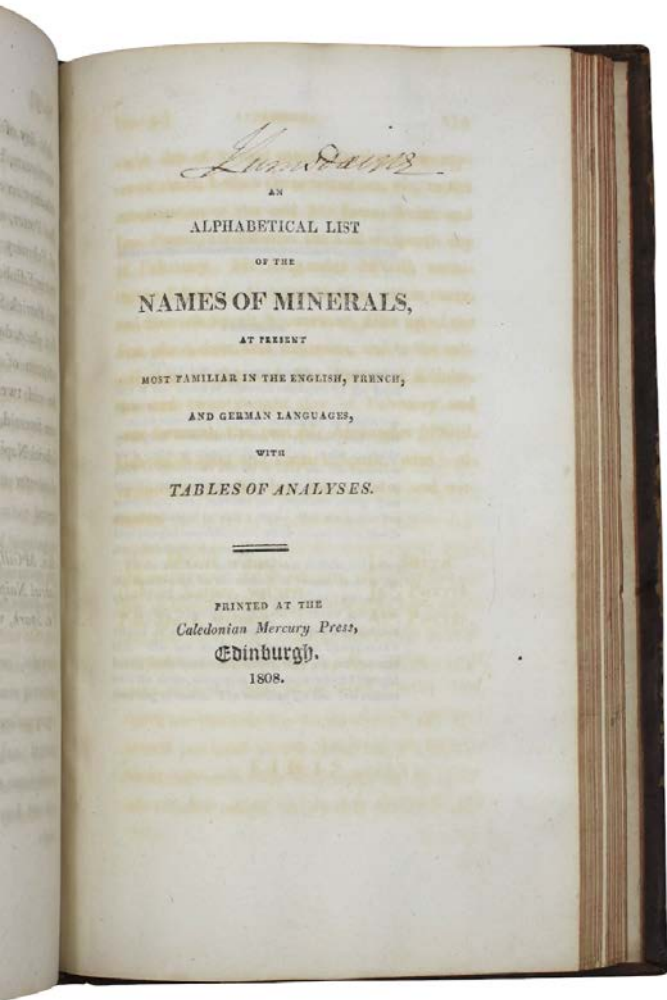 Lumsdaine
AN
ALPHABETICAL LIST
OF THE
NAMES OF MINERALS,
AT PRESENT
MOST FAMILIAR IN THE ENGLISH, FRENCH,
AND GERMAN LANGUAGES,
WITH
TABLES OF ANALYSES.
PRINTED AT THE
Caledonian Mercury Press,
Edinburgh.
1808.